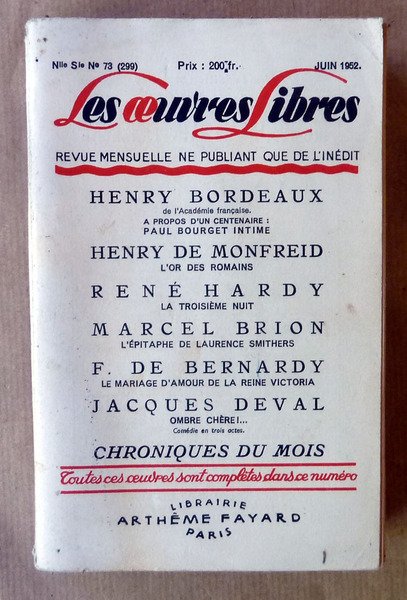 Nlle Sie No 73 (299) Prix : 200 fr. JUIN 1952.
Les œuvres Libres
REVUE MENSUELLE NE PUBLIANT QUE DE L'INÉDIT
HENRY BORDEAUX
de l'Académie française.
A PROPOS D'UN CENTENAIRE :
PAUL BOURGET INTIME
HENRY DE MONFREID
L'OR DES ROMAINS
RENÉ HARDY
LA TROISIÈME NUIT
MARCEL BRION
L'ÉPITAPHE DE LAURENCE SMITHERS
F. DE BERNARDY
LE MARIAGE D'AMOUR DE LA REINE VICTORIA
JACQUES DEVAL
OMBRE CHÈRE!...
Comédie en trois actes.
CHRONIQUES DU MOIS
Toutes ces œuvres sont complètes dans ce numéro
LIBRAIRIE
ARTHÊME FAYARD
PARIS